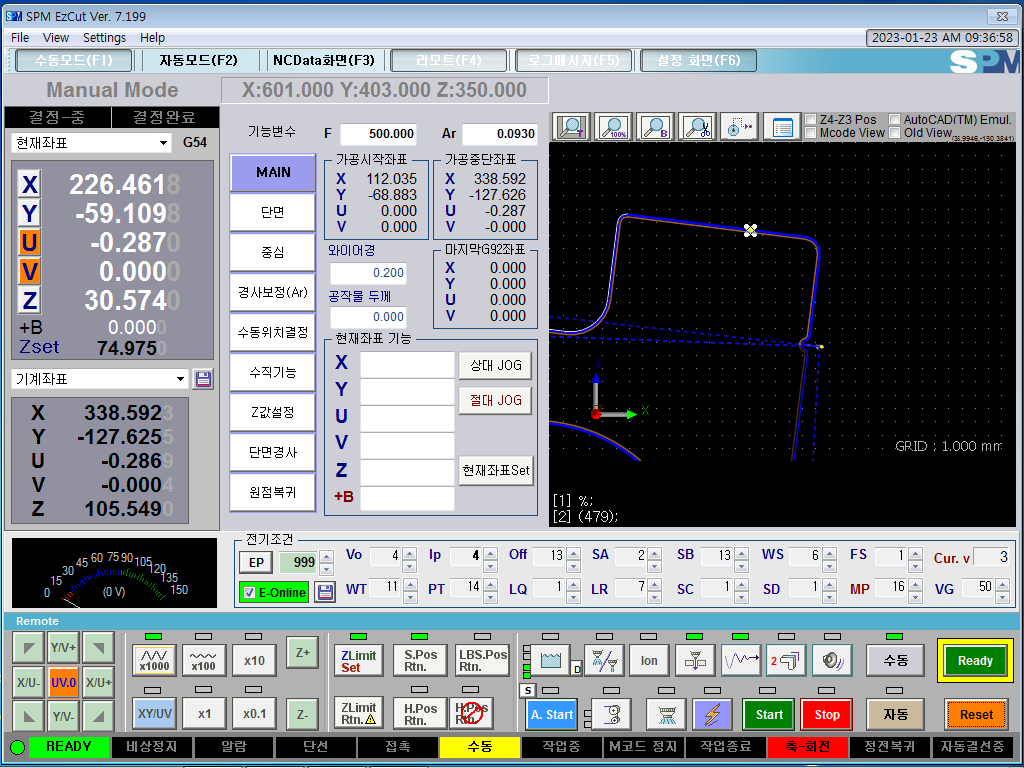 SPM EzCut Ver. 7.199
File View Settings Help
2023-01-23 AM 09:36:58
수동모드(F1) 자동모드(F2) NCData화면(F3) 리모트(F4) 로그메시지(F5) 설정 화면(F6)
SPM
Manual Mode
X:601.000 Y:403.000 Z:350.000
결정-중 결정완료
현재좌표 G54
X 226.4618
Y -59.1098
U -0.2870
V 0.0000
Z 30.5740
+B 0.0000
Zset 74.9750
기계좌표
X 338.5923
Y -127.6255
U -0.2869
V -0.0004
Z 105.5490
기능변수 F 500.000 Ar 0.0930
MAIN
단면
중심
경사보정(Ar)
수동위치결정
수직기능
Z값설정
단면경사
원점복귀
가공시작좌표
X 112.035
Y -68.883
U 0.000
V 0.000
가공중단좌표
X 338.592
Y -127.626
U -0.287
V -0.000
와이어경
0.200
공작물 두께
0.000
마지막G92좌표
X 0.000
Y 0.000
U 0.000
V 0.000
현재좌표 기능
X
Y
U
V
Z
+B
상대 JOG
절대 JOG
현재좌표Set
T 100% B
Z4-Z3 Pos AutoCAD(TM) Emul.
Mcode View Old View
Y
X
GRID : 1.000 mm
[1] %;
[2] (479);
0 15 30 45 60 75 90 105 120 135 150
(0 V)
전기조건
EP 999 Vo 4 Ip 4 Off 13 SA 2 SB 13 WS 6 FS 1 Cur. v 3
E-Online WT 11 PT 14 LQ 1 LR 7 SC 1 SD 1 MP 16 VG 50
Remote
Y/V+
X/U- UV.0 X/U+
Y/V-
x1000 x100 x10 Z+
XY/UV x1 x0.1 Z-
ZLimit Set S.Pos Rtn. LBS.Pos Rtn.
ZLimit Rtn. H.Pos Rtn. H.Pos Rtn.
D Ion 2 수동 Ready
S A. Start Start Stop 자동 Reset
READY 비상정지 알람 단선 접촉 수동 작업중 M코드 정지 작업종료 축-회전 정전복귀 자동결선중